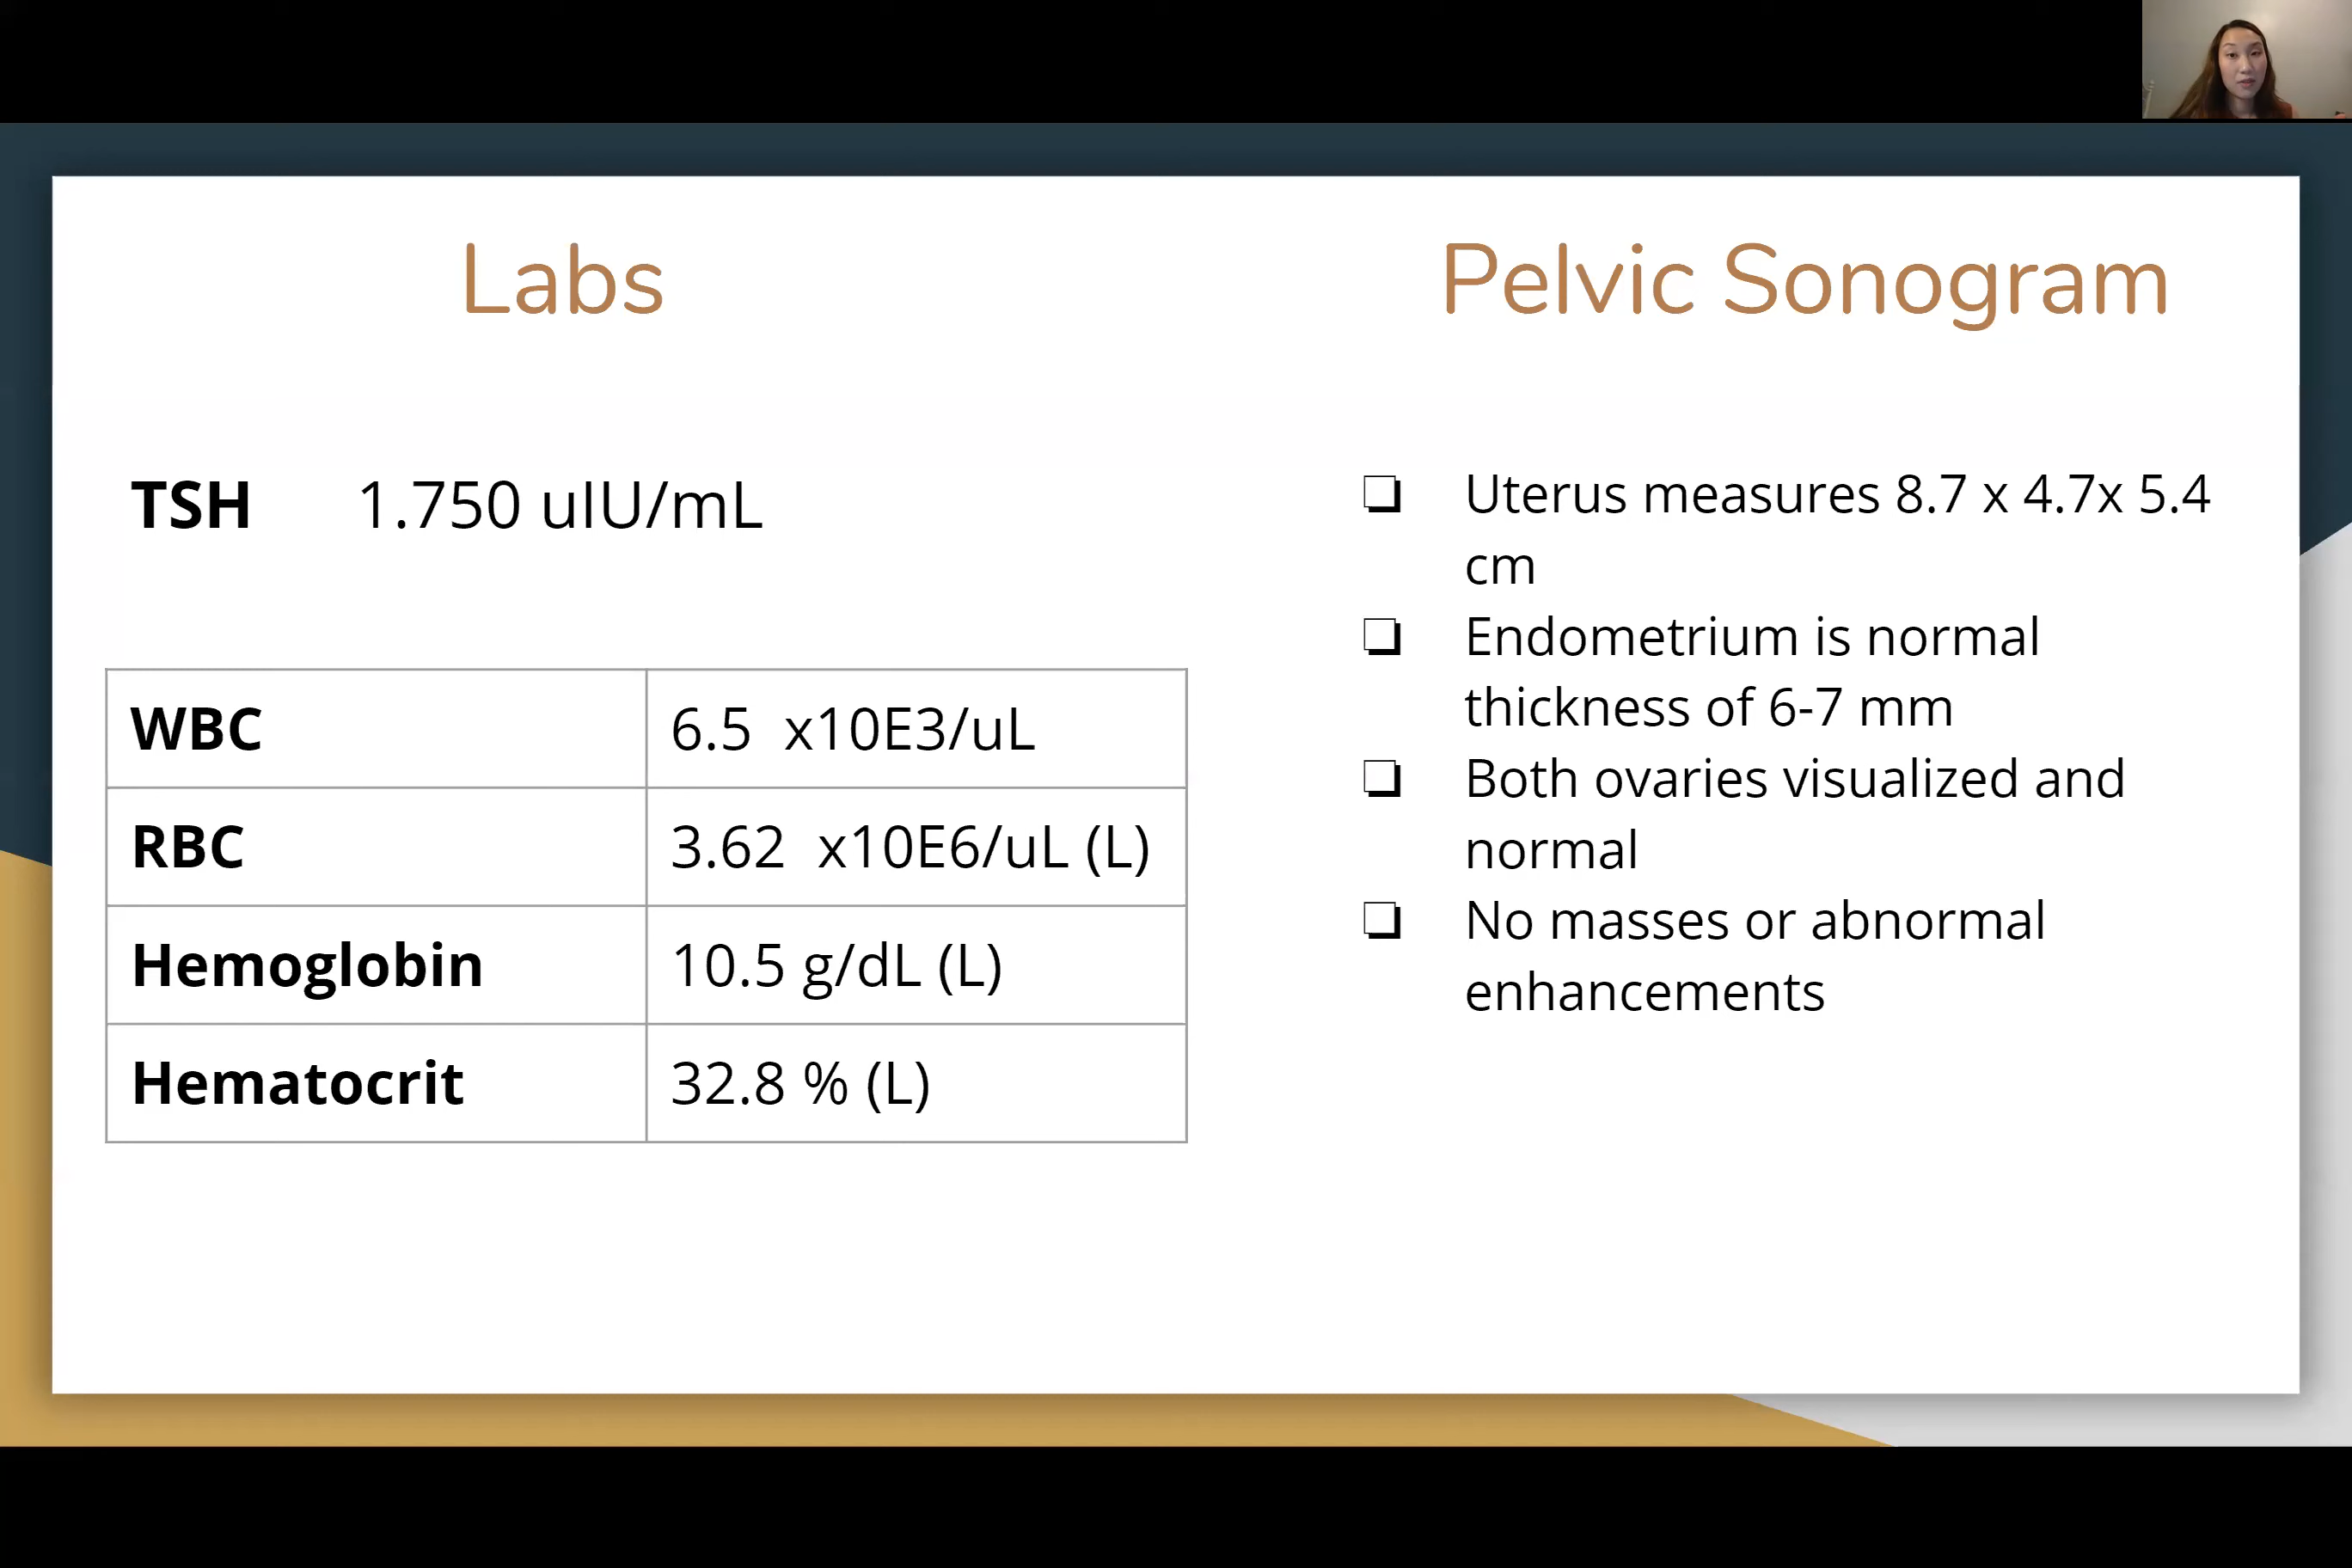 Labs
TSH 1.750 uIU/mL
WBC 6.5 x10E3/uL
RBC 3.62 x10E6/uL (L)
Hemoglobin 10.5 g/dL (L)
Hematocrit 32.8 % (L)
Pelvic Sonogram
❏ Uterus measures 8.7 x 4.7x 5.4
cm
❏ Endometrium is normal
thickness of 6-7 mm
❏ Both ovaries visualized and
normal
❏ No masses or abnormal
enhancements